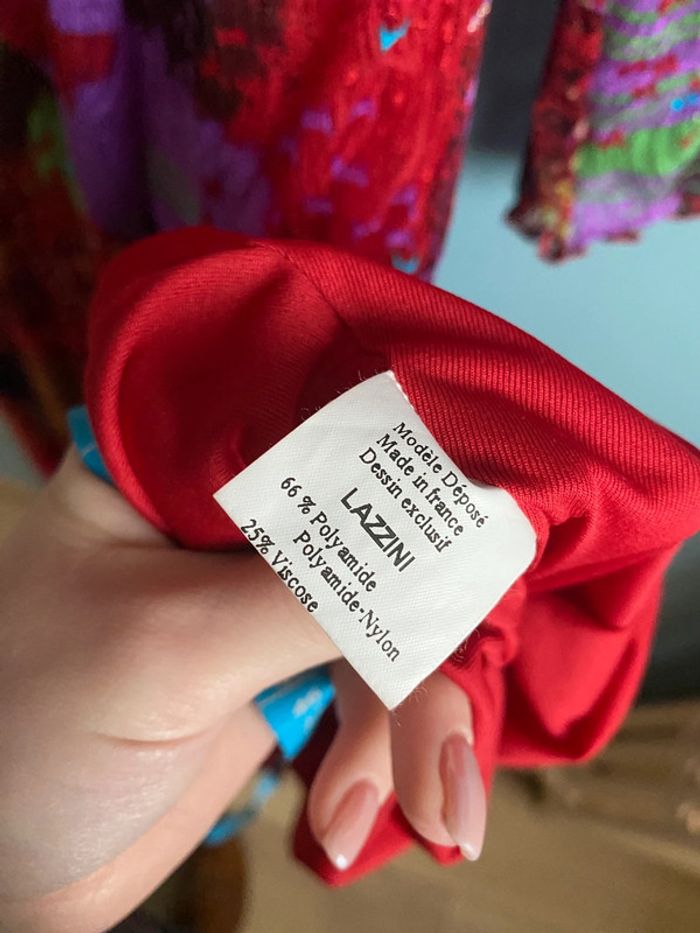 Modèle Déposé
Made in france
Dessin exclusif
LAZZINI
66 % Polyamide
Polyamide-Nylon
25% Viscose